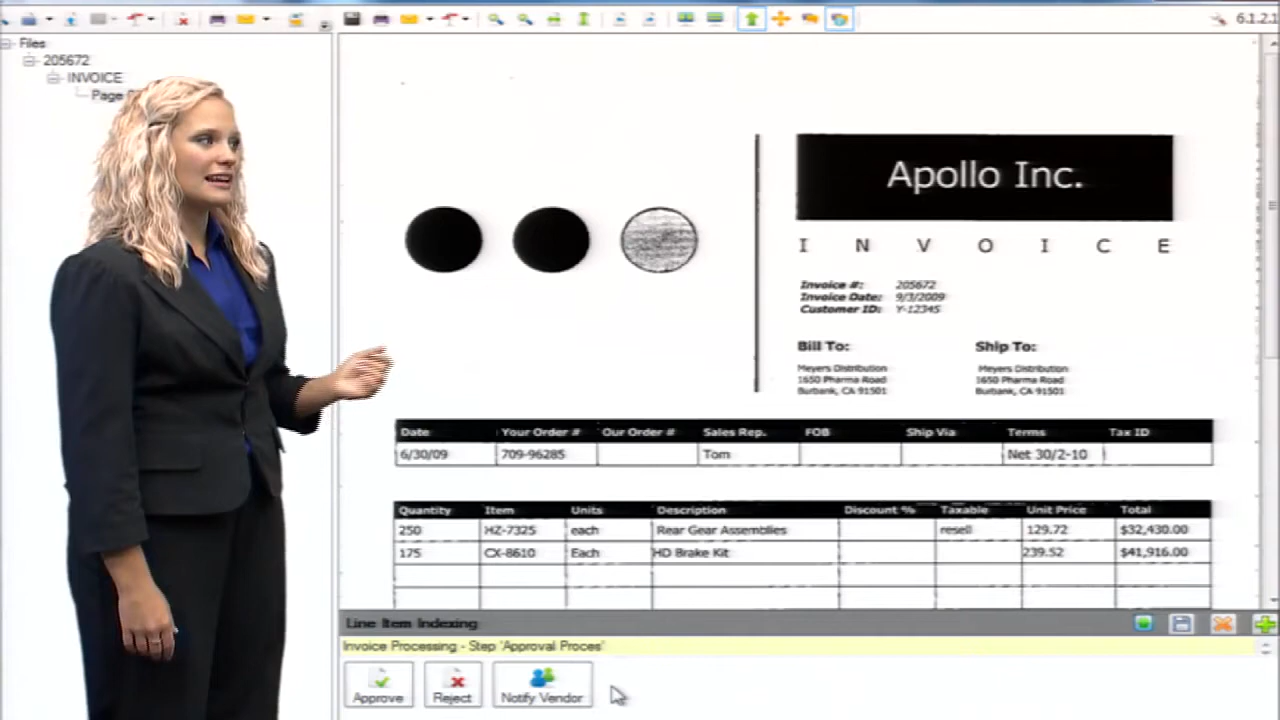 6.1.2.1
Files
205672
INVOICE
Page
Apollo Inc.
INVOICE
Invoice #: 205672
Invoice Date: 9/3/2009
Customer ID: Y-12345
Bill To: Ship To:
Meyers Distribution Meyers Distribution
1650 Pharma Road 1650 Pharma Road
Burbank, CA 91501 Burbank, CA 91501
Date Your Order # Our Order # Sales Rep. FOB Ship Via Terms Tax ID
6/30/09 709-96285 Tom Net 30/2-10
Quantity Item Units Description Discount % Taxable Unit Price Total
250 HZ-7325 each Rear Gear Assemblies resell 129.72 $32,430.00
175 CX-8610 Each HD Brake Kit 239.52 $41,916.00
Line Item Indexing
Invoice Processing - Step 'Approval Proces'
Approve Reject Notify Vendor